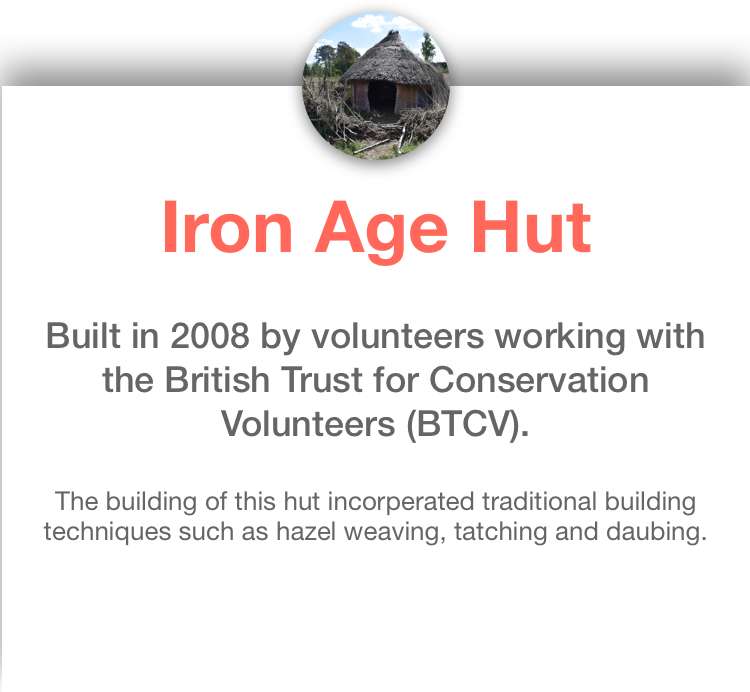 Iron Age Hut
Built in 2008 by volunteers working with
the British Trust for Conservation
Volunteers (BTCV).
The building of this hut incorperated traditional building
techniques such as hazel weaving, tatching and daubing.